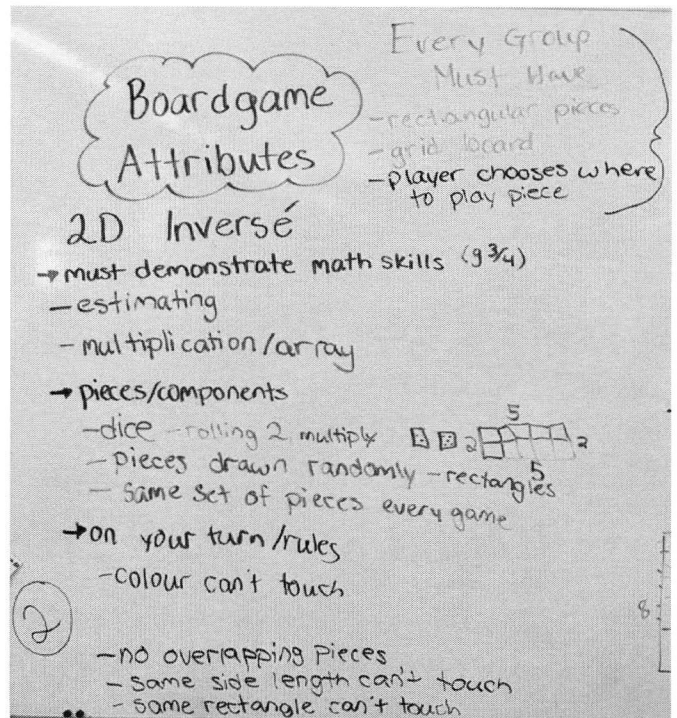 Boardgame
Attributes
Every Group
Must Have
- rectangular pieces
- grid board
- player chooses where
to play piece
2D Inversé
→ must demonstrate math skills (g 3/4)
- estimating
- multiplication/array
→ pieces/components
- dice - rolling 2 multiply 2 5 2 5
- pieces drawn randomly - rectangles
- same set of pieces every game
→ on your turn/rules
- colour can't touch
2
8
- no overlapping pieces
- same side length can't touch
- same rectangle can't touch